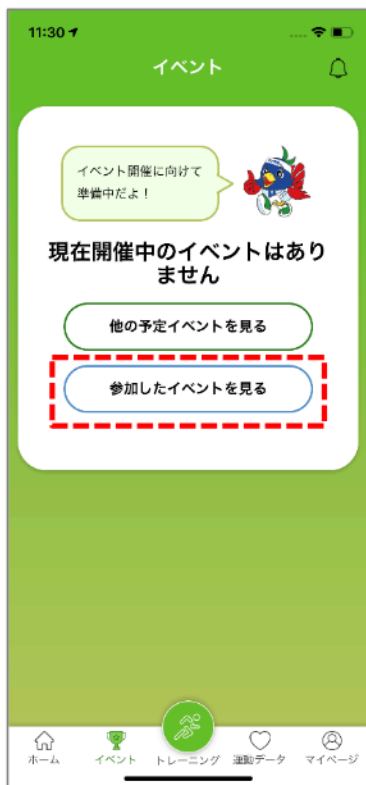 11:30
イベント
イベント開催に向けて
準備中だよ！
現在開催中のイベントはあり
ません
他の予定イベントを見る
参加したイベントを見る
ホーム
イベント
トレーニング
運動データ
マイページ